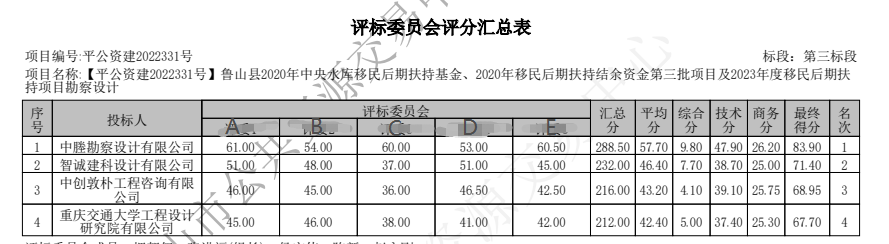 评标委员会评分汇总表
项目编号:平公资建2022331号 标段：第三标段
项目名称:【平公资建2022331号】鲁山县2020年中央水库移民后期扶持基金、2020年移民后期扶持结余资金第三批项目及2023年度移民后期扶
持项目勘察设计
序号 投标人 评标委员会 汇总分 平均分 综合分 技术分 商务分 最终得分 名次
A B C D E
1 中塍勘察设计有限公司 61.00 54.00 60.00 53.00 60.50 288.50 57.70 9.80 47.90 26.20 83.90 1
2 智诚建科设计有限公司 51.00 48.00 37.00 51.00 45.00 232.00 46.40 7.70 38.70 25.00 71.40 2
3 中创敦朴工程咨询有限公司 46.00 45.00 36.00 46.50 42.50 216.00 43.20 4.10 39.10 25.75 68.95 3
4 重庆交通大学工程设计研究院有限公司 45.00 46.00 38.00 41.00 42.00 212.00 42.40 5.00 37.40 25.30 67.70 4